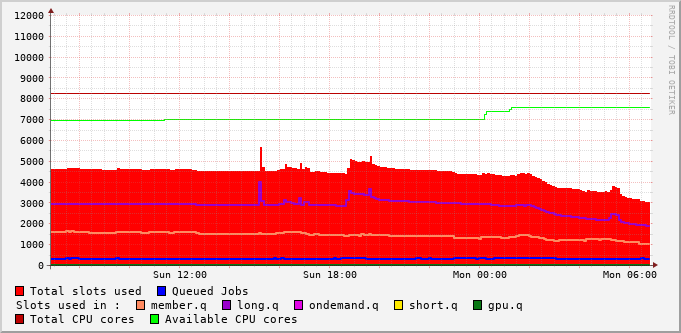 12000
11000
10000
9000
8000
7000
6000
5000
4000
3000
2000
1000
0
Sun 12:00 Sun 18:00 Mon 00:00 Mon 06:00
Total slots used Queued Jobs
Slots used in : member.q long.q ondemand.q short.q gpu.q
Total CPU cores Available CPU cores
RRDTOOL / TOBI OETIKER